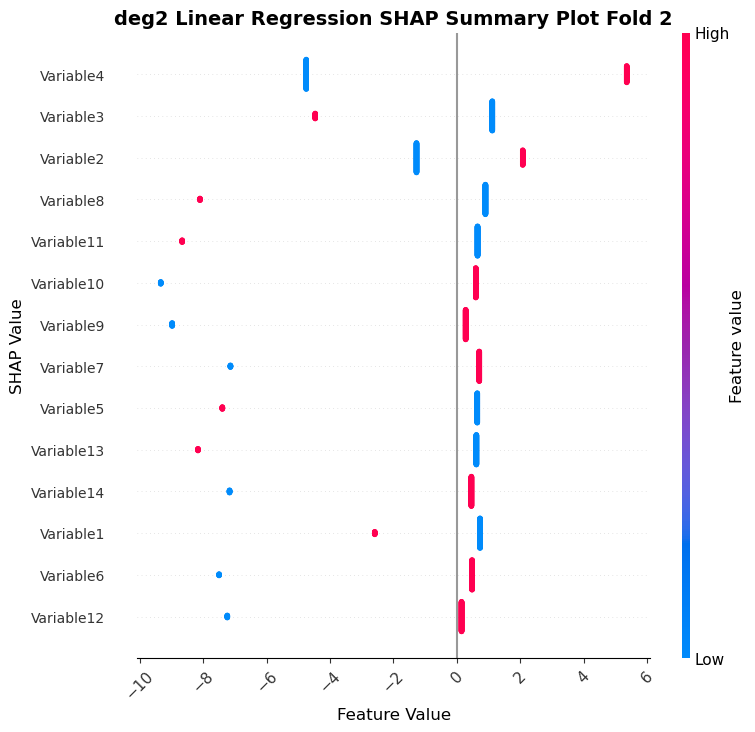 deg2 Linear Regression SHAP Summary Plot Fold 2
High
Variable4
Variable3
Variable2
Variable8
Variable11
Variable10
Variable9
Variable7
Variable5
Variable13
Variable14
Variable1
Variable6
Variable12
SHAP Value
Feature value
Low
−10 −8 −6 −4 −2 0 2 4 6
Feature Value